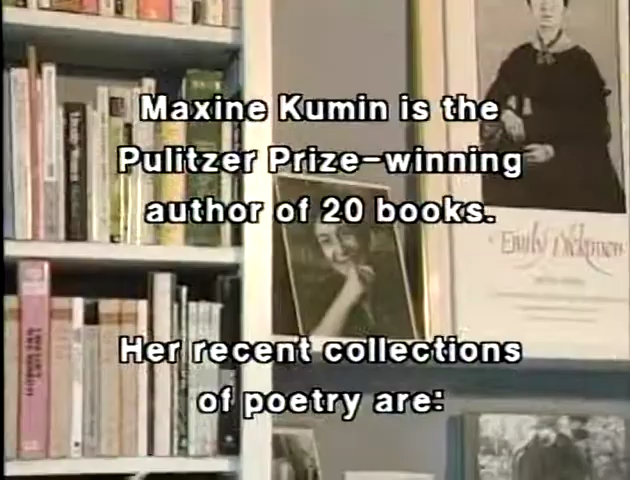 Maxine Kumin is the
Pulitzer Prize-winning
author of 20 books.
Emily Dickinson
Her recent collections
of poetry are: